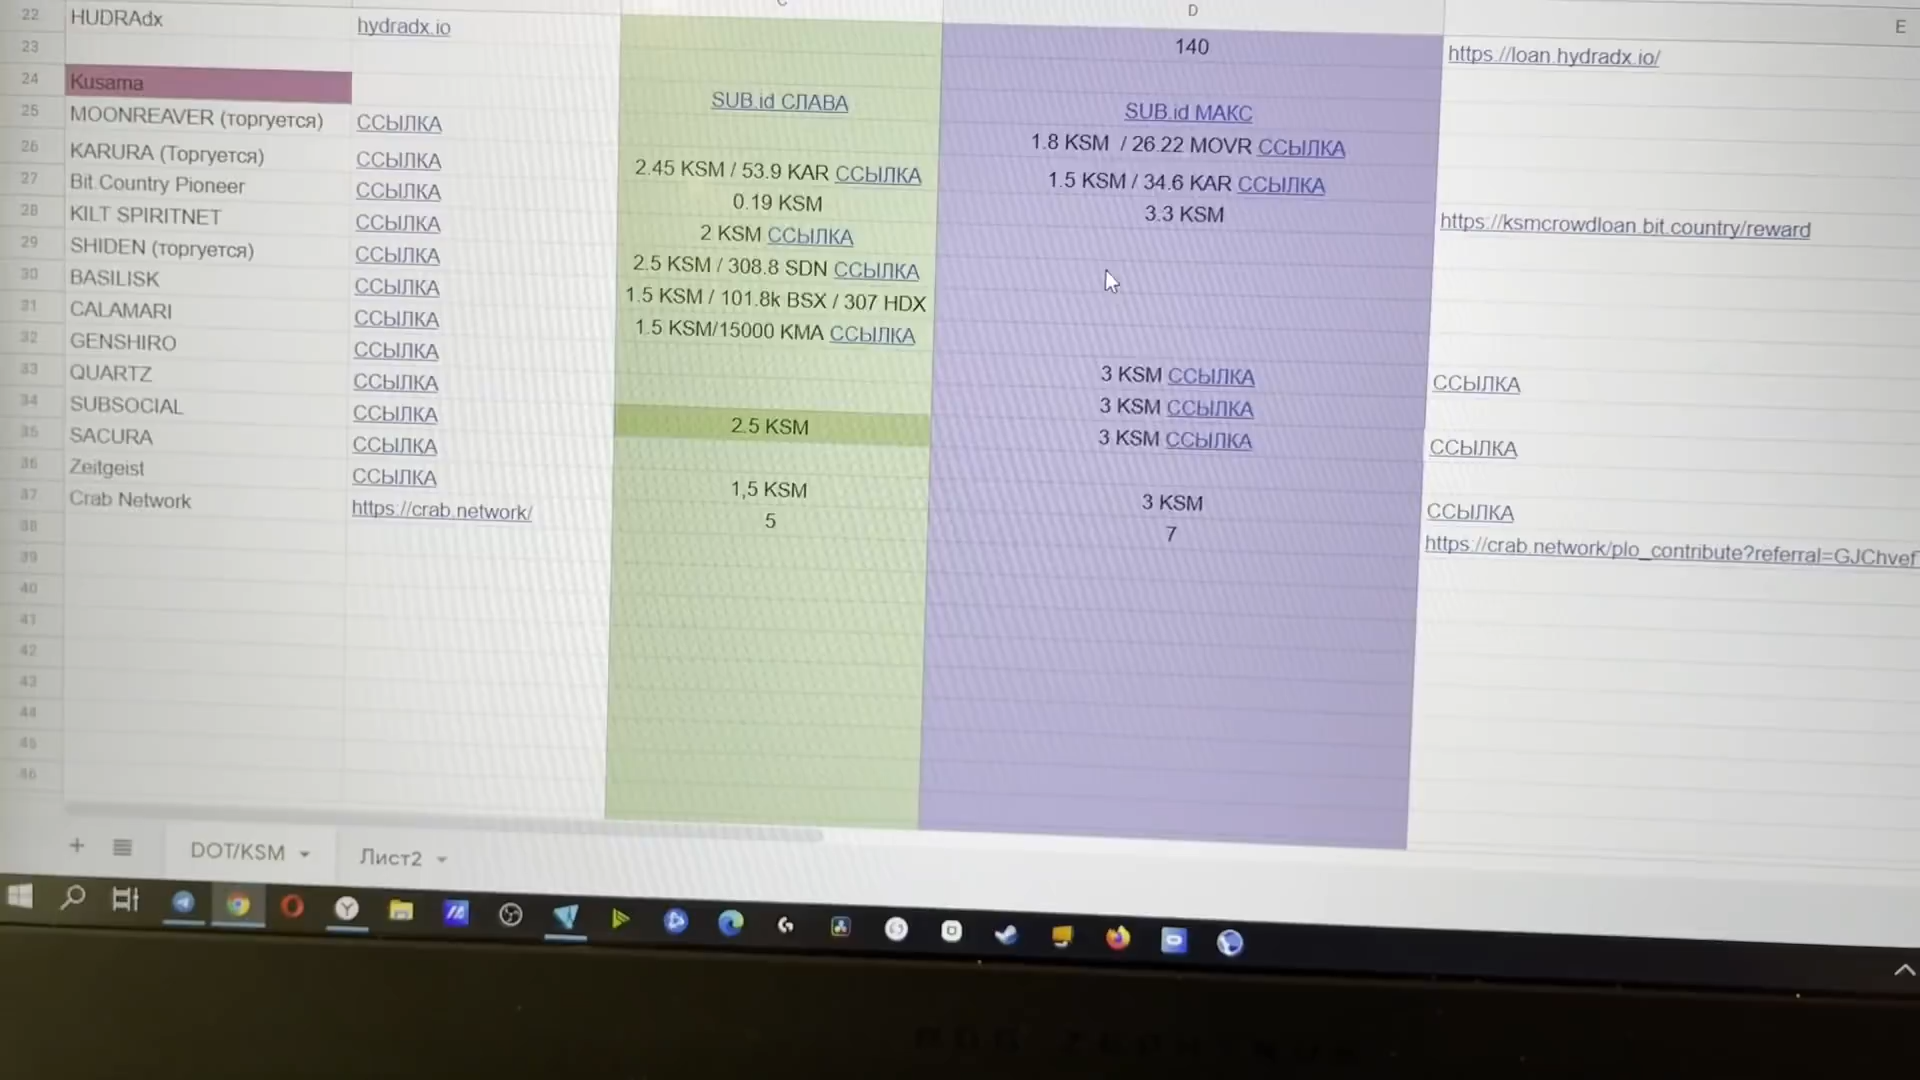 C D E
22 HUDRAdx hydradx.io 140 https://loan.hydradx.io/
23
24 Kusama SUB.id СЛАВА SUB.id МАКС
25 MOONREAVER (торгуется) ССЫЛКА 1.8 KSM / 26.22 MOVR ССЫЛКА
26 KARURA (Торгуется) ССЫЛКА 2.45 KSM / 53.9 KAR ССЫЛКА 1.5 KSM / 34.6 KAR ССЫЛКА
27 Bit.Country Pioneer ССЫЛКА 0.19 KSM 3.3 KSM https://ksmcrowdloan.bit.country/reward
28 KILT SPIRITNET ССЫЛКА 2 KSM ССЫЛКА
29 SHIDEN (торгуется) ССЫЛКА 2.5 KSM / 308.8 SDN ССЫЛКА
30 BASILISK ССЫЛКА 1.5 KSM / 101.8k BSX / 307 HDX
31 CALAMARI ССЫЛКА 1.5 KSM/15000 KMA ССЫЛКА
32 GENSHIRO ССЫЛКА 3 KSM ССЫЛКА ССЫЛКА
33 QUARTZ ССЫЛКА 3 KSM ССЫЛКА
34 SUBSOCIAL ССЫЛКА 2.5 KSM 3 KSM ССЫЛКА ССЫЛКА
35 SACURA ССЫЛКА
36 Zeitgeist ССЫЛКА 1,5 KSM 3 KSM ССЫЛКА
37 Crab Network https://crab.network/ 5 7 https://crab.network/plo_contribute?referral=GJChvef
38
39
40
41
42
43
44
45
46
+ DOT/KSM Лист2